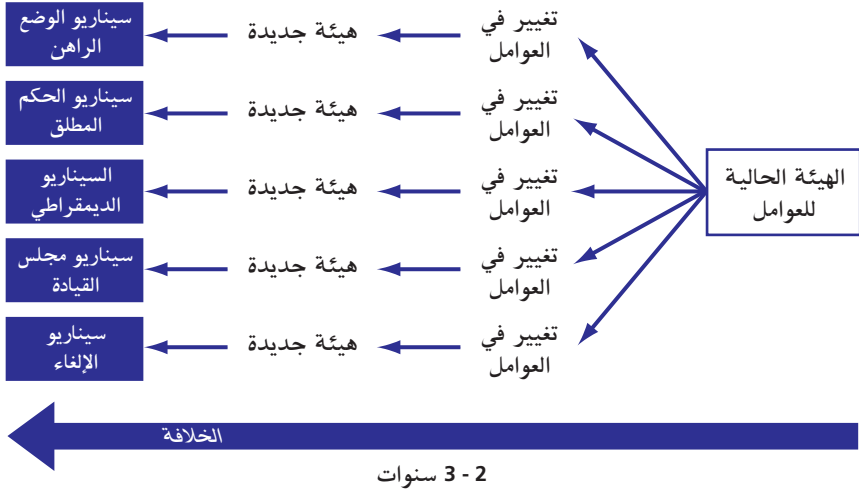 الهيئة الحالية
للعوامل
تغيير في
العوامل
هيئة جديدة
سيناريو الوضع
الراهن
تغيير في
العوامل
هيئة جديدة
سيناريو الحكم
المطلق
تغيير في
العوامل
هيئة جديدة
السيناريو
الديمقراطي
تغيير في
العوامل
هيئة جديدة
سيناريو مجلس
القيادة
تغيير في
العوامل
هيئة جديدة
سيناريو
الإلغاء
الخلافة
2 - 3 سنوات